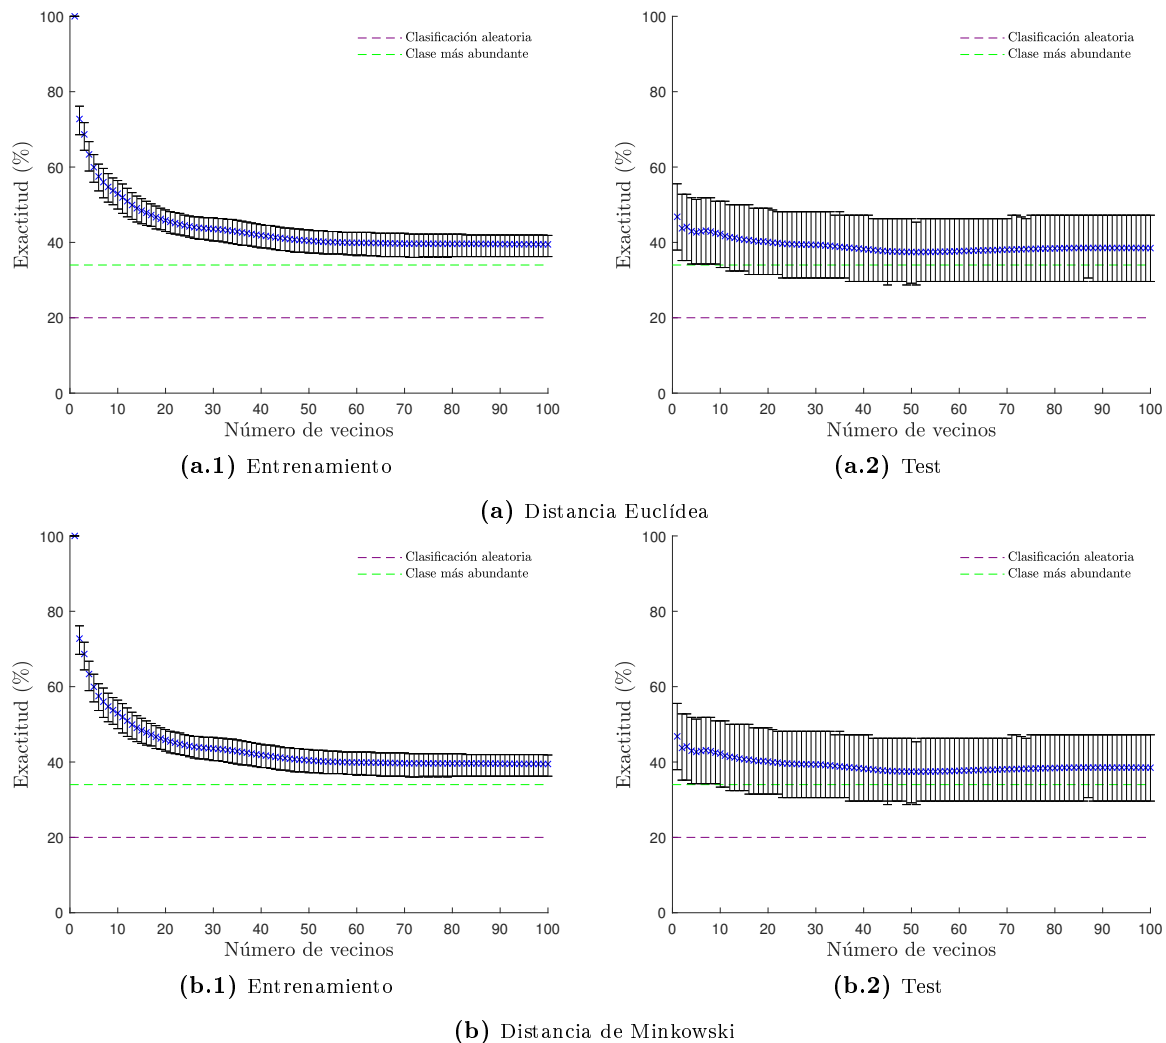 100
80
60
40
20
0
Exactitud (%)
Clasificación aleatoria
Clase más abundante
0 10 20 30 40 50 60 70 80 90 100
Número de vecinos
(a.1) Entrenamiento
100
80
60
40
20
0
Exactitud (%)
Clasificación aleatoria
Clase más abundante
0 10 20 30 40 50 60 70 80 90 100
Número de vecinos
(a.2) Test
(a) Distancia Euclídea
100
80
60
40
20
0
Exactitud (%)
Clasificación aleatoria
Clase más abundante
0 10 20 30 40 50 60 70 80 90 100
Número de vecinos
(b.1) Entrenamiento
100
80
60
40
20
0
Exactitud (%)
Clasificación aleatoria
Clase más abundante
0 10 20 30 40 50 60 70 80 90 100
Número de vecinos
(b.2) Test
(b) Distancia de Minkowski